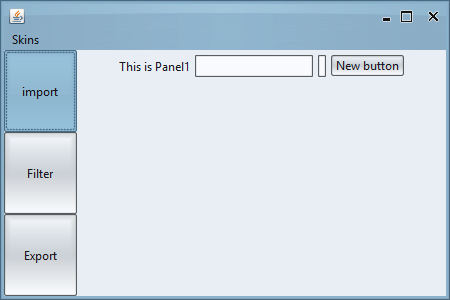 Skins
import
This is Panel1
New button
Filter
Export